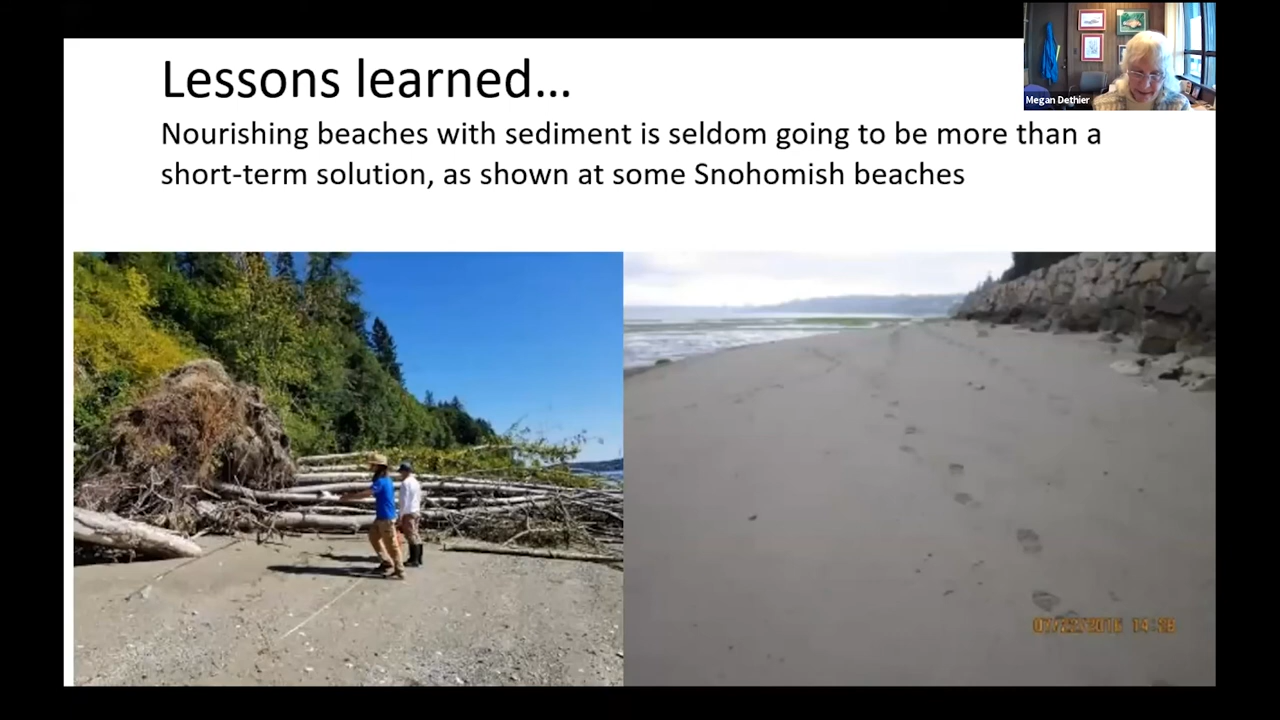 Lessons learned...
Megan Dethier
Nourishing beaches with sediment is seldom going to be more than a
short-term solution, as shown at some Snohomish beaches